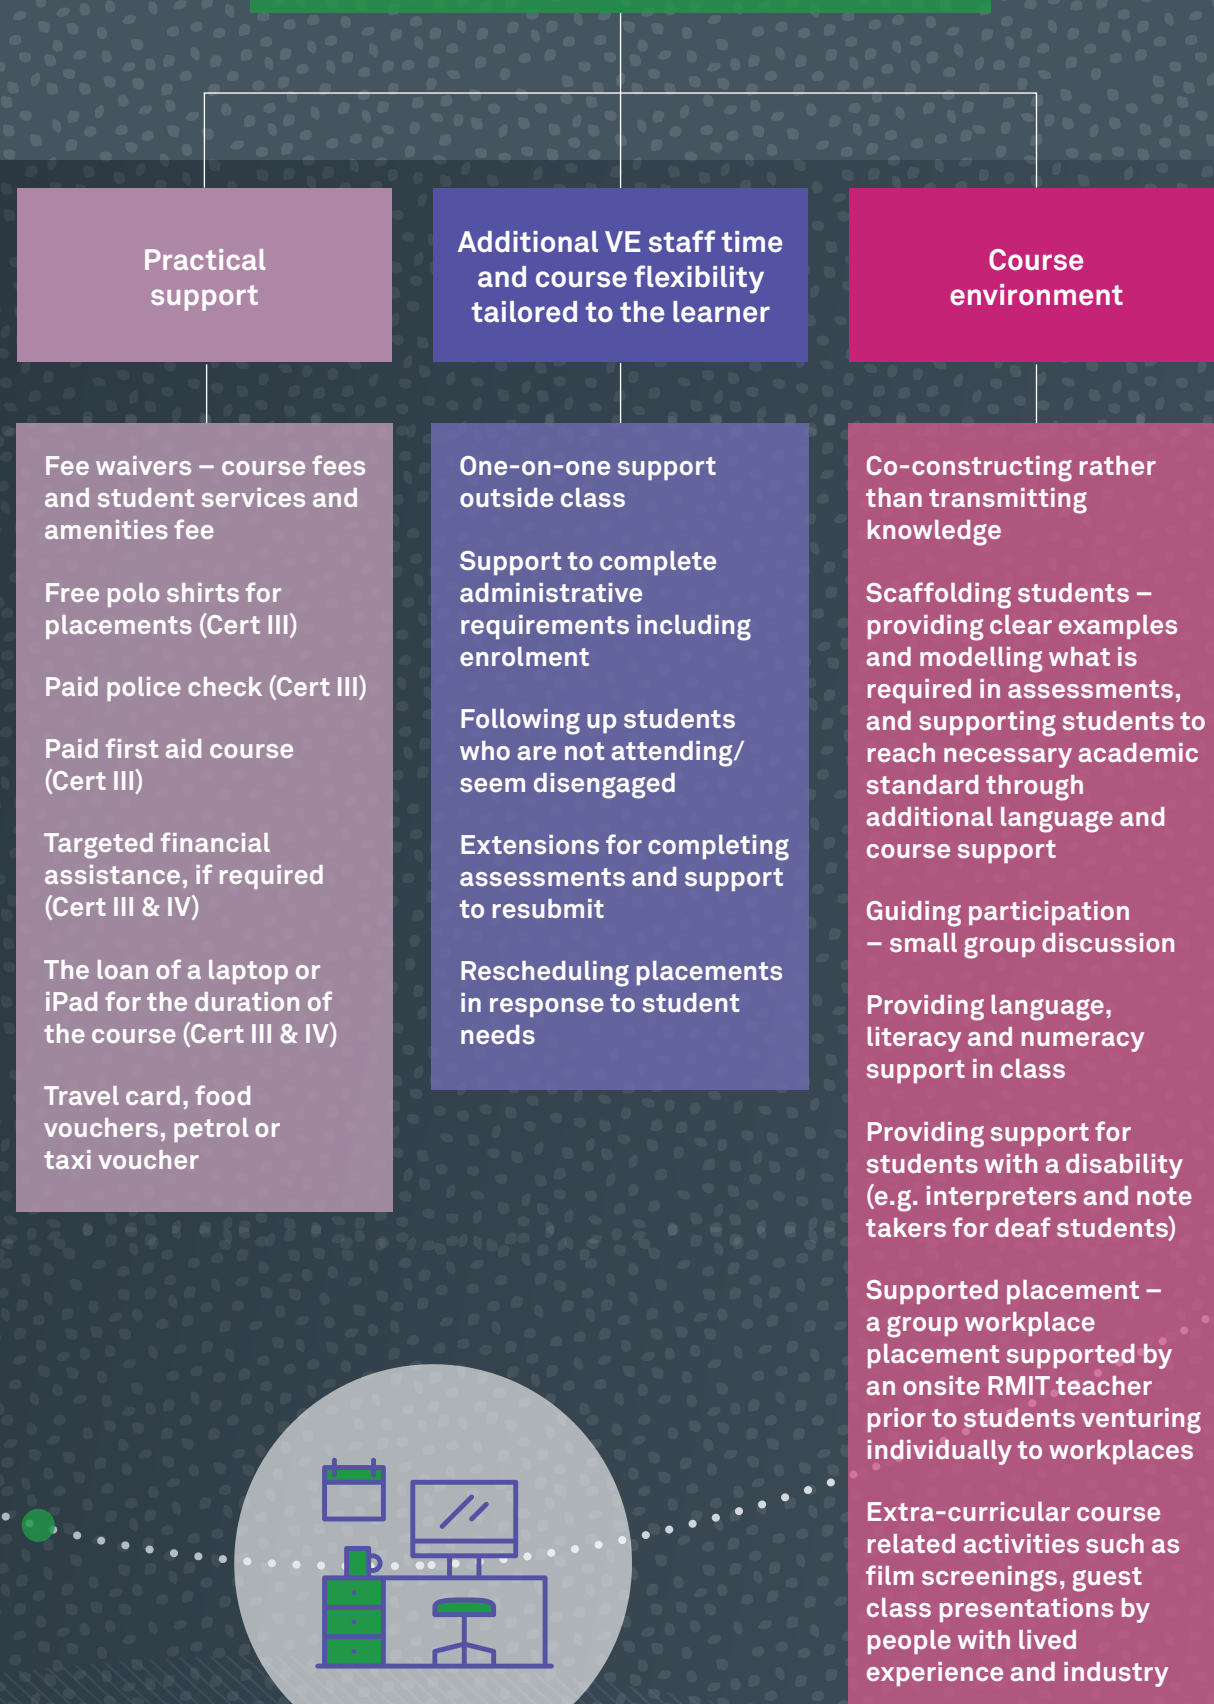 Practical
support
Additional VE staff time
and course flexibility
tailored to the learner
Course
environment
Fee waivers – course fees
and student services and
amenities fee
Free polo shirts for
placements (Cert III)
Paid police check (Cert III)
Paid first aid course
(Cert III)
Targeted financial
assistance, if required
(Cert III & IV)
The loan of a laptop or
iPad for the duration of
the course (Cert III & IV)
Travel card, food
vouchers, petrol or
taxi voucher
One-on-one support
outside class
Support to complete
administrative
requirements including
enrolment
Following up students
who are not attending/
seem disengaged
Extensions for completing
assessments and support
to resubmit
Rescheduling placements
in response to student
needs
Co-constructing rather
than transmitting
knowledge
Scaffolding students –
providing clear examples
and modelling what is
required in assessments,
and supporting students to
reach necessary academic
standard through
additional language and
course support
Guiding participation
– small group discussion
Providing language,
literacy and numeracy
support in class
Providing support for
students with a disability
(e.g. interpreters and note
takers for deaf students)
Supported placement –
a group workplace
placement supported by
an onsite RMIT teacher
prior to students venturing
individually to workplaces
Extra-curricular course
related activities such as
film screenings, guest
class presentations by
people with lived
experience and industry